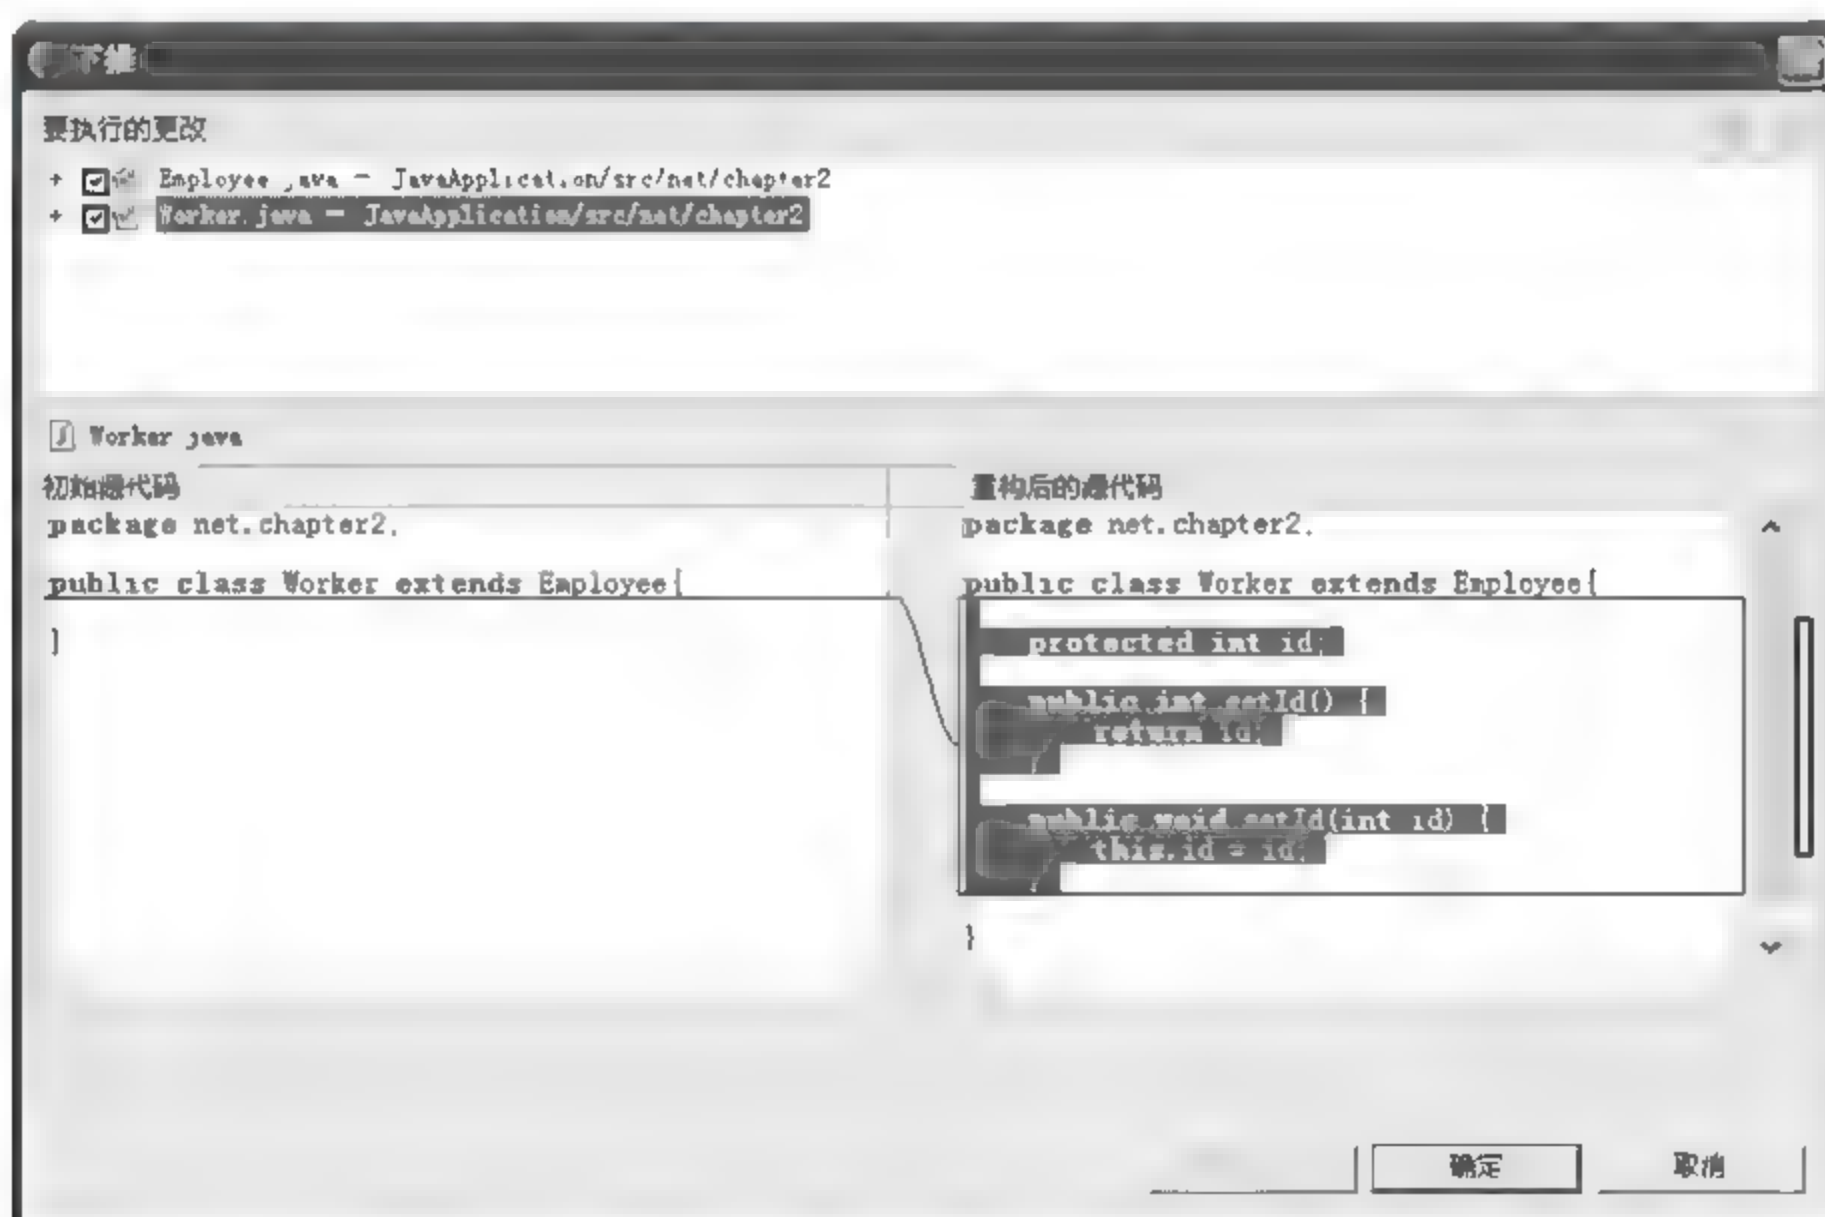 下推
要执行的更改
Employee.java - JavaApplication/src/net/chapter2
Worker.java - JavaApplication/src/net/chapter2
Worker.java
初始源代码
重构后的源代码
package net.chapter2;
public class Worker extends Employee{
}
package net.chapter2;
public class Worker extends Employee{
protected int id;
public int getId() {
return id;
}
public void setId(int id) {
this.id = id;
}
}
确定
取消